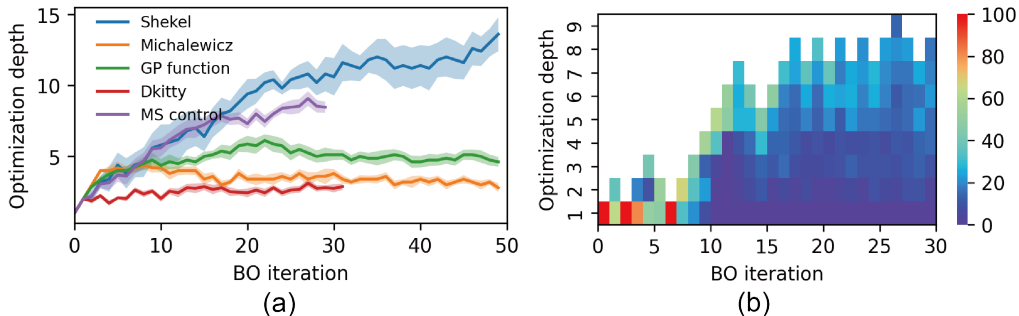 Optimization depth
15
10
5
Shekel
Michalewicz
GP function
Dkitty
MS control
0 10 20 30 40 50
BO iteration
(a)
Optimization depth
9
8
7
6
5
4
3
2
1
0 5 10 15 20 25 30
BO iteration
(b)
100
80
60
40
20
0